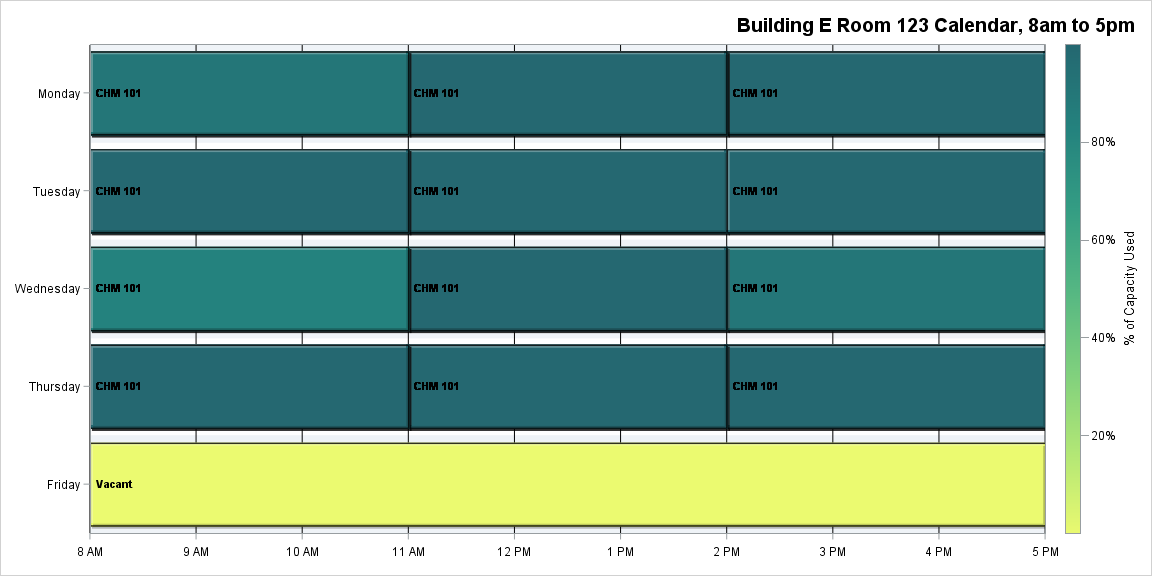 Building E Room 123 Calendar, 8am to 5pm
Monday CHM 101 CHM 101 CHM 101
80%
Tuesday CHM 101 CHM 101 CHM 101
60%
% of Capacity Used
Wednesday CHM 101 CHM 101 CHM 101
40%
Thursday CHM 101 CHM 101 CHM 101
20%
Friday Vacant
8 AM 9 AM 10 AM 11 AM 12 PM 1 PM 2 PM 3 PM 4 PM 5 PM